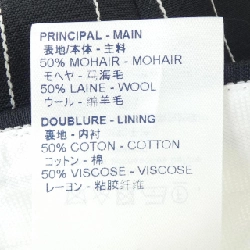 PRINCIPAL - MAIN
表地/本体 - 主料
50% MOHAIR - MOHAIR
モヘヤ - 马海毛
50% LAINE - WOOL
ウール - 绵羊毛
DOUBLURE - LINING
裏地 - 内衬
50% COTON - COTTON
コットン - 棉
50% VISCOSE - VISCOSE
レーヨン - 粘胶纤维